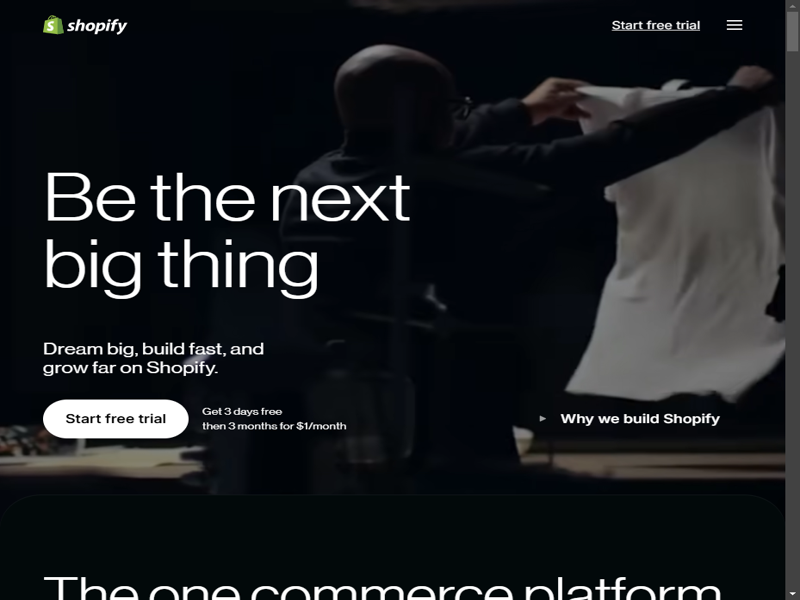 shopify
Start free trial
Be the next
big thing
Dream big, build fast, and
grow far on Shopify.
Start free trial
Get 3 days free
then 3 months for $1/month
Why we build Shopify
The one commerce platform